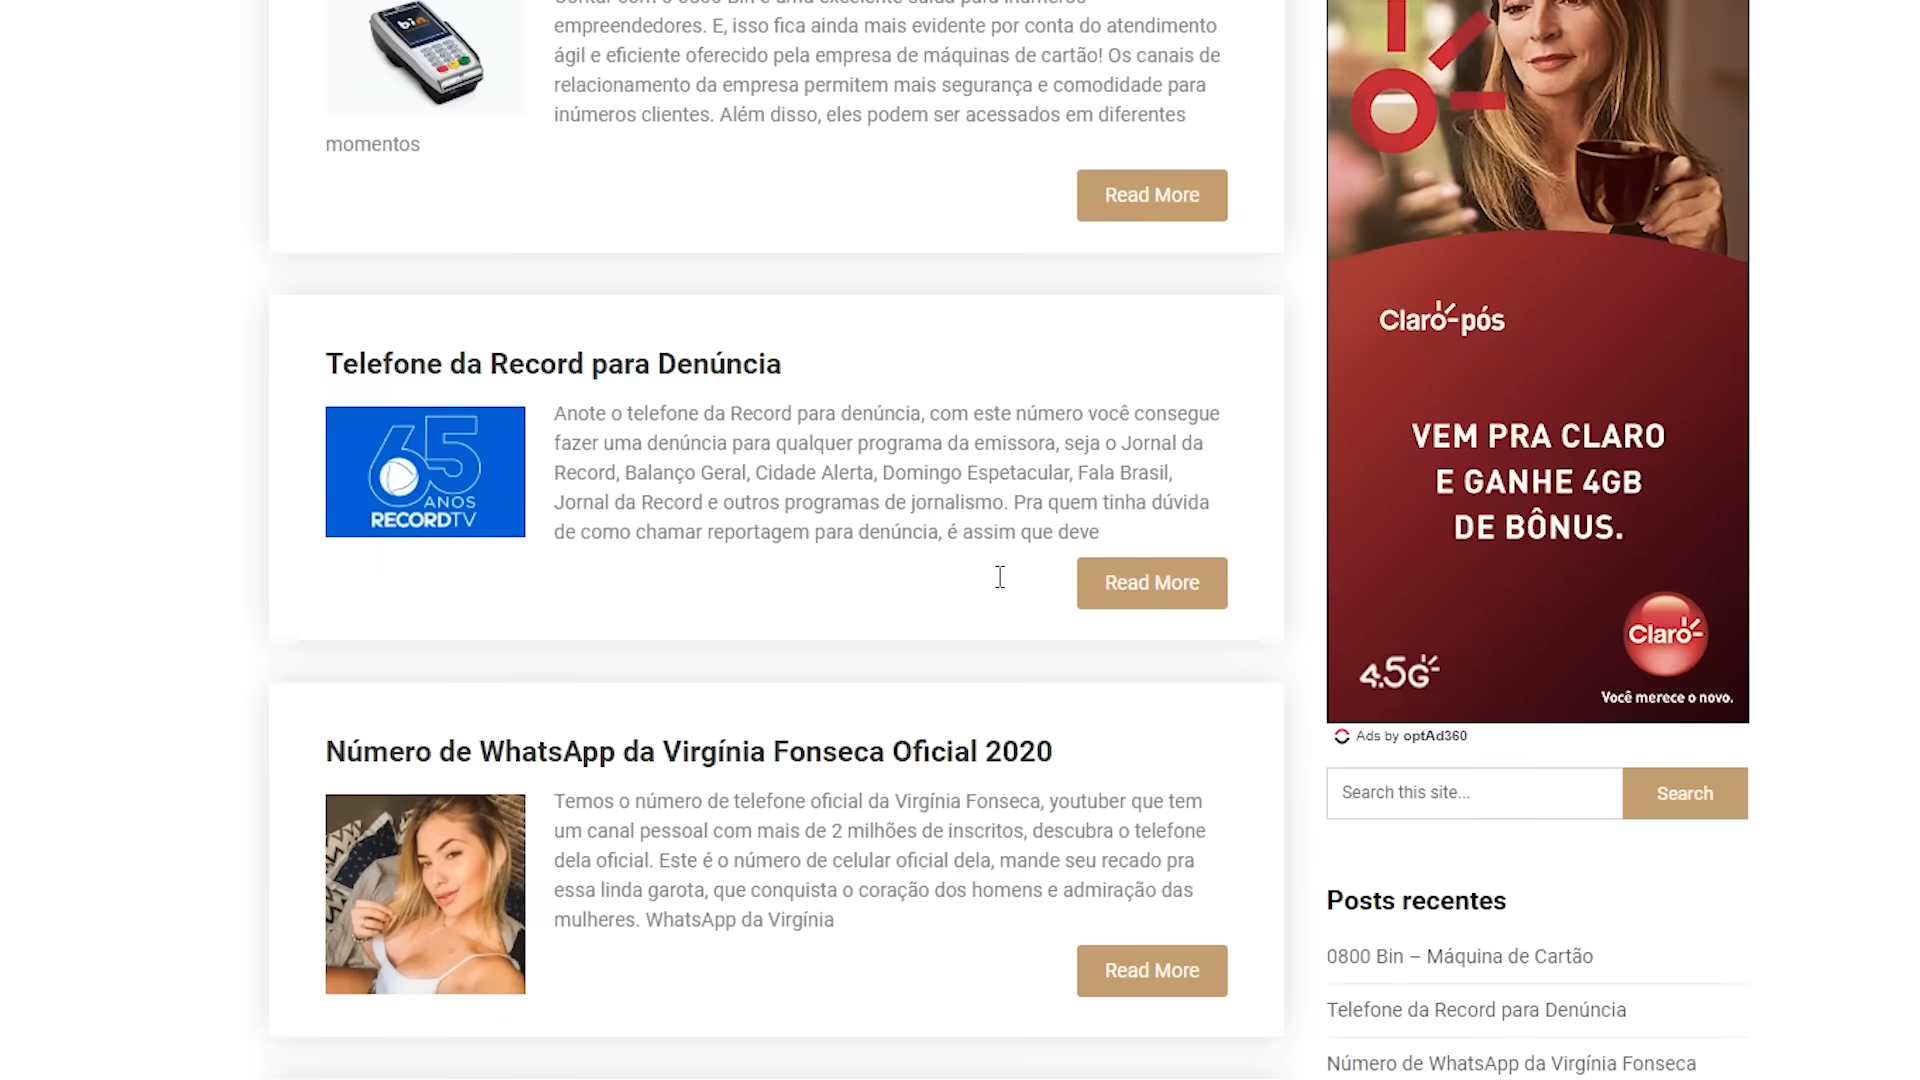 bin
empreendedores. E, isso fica ainda mais evidente por conta do atendimento
ágil e eficiente oferecido pela empresa de máquinas de cartão! Os canais de
relacionamento da empresa permitem mais segurança e comodidade para
inúmeros clientes. Além disso, eles podem ser acessados em diferentes
momentos
Read More
Telefone da Record para Denúncia
65
ANOS
RECORDTV
Anote o telefone da Record para denúncia, com este número você consegue
fazer uma denúncia para qualquer programa da emissora, seja o Jornal da
Record, Balanço Geral, Cidade Alerta, Domingo Espetacular, Fala Brasil,
Jornal da Record e outros programas de jornalismo. Pra quem tinha dúvida
de como chamar reportagem para denúncia, é assim que deve
Read More
Número de WhatsApp da Virgínia Fonseca Oficial 2020
Temos o número de telefone oficial da Virgínia Fonseca, youtuber que tem
um canal pessoal com mais de 2 milhões de inscritos, descubra o telefone
dela oficial. Este é o número de celular oficial dela, mande seu recado pra
essa linda garota, que conquista o coração dos homens e admiração das
mulheres. WhatsApp da Virgínia
Read More
Claro-pós
VEM PRA CLARO
E GANHE 4GB
DE BÔNUS.
Claro
4.5G
Você merece o novo.
Ads by optAd360
Search this site...
Search
Posts recentes
0800 Bin – Máquina de Cartão
Telefone da Record para Denúncia
Número de WhatsApp da Virgínia Fonseca